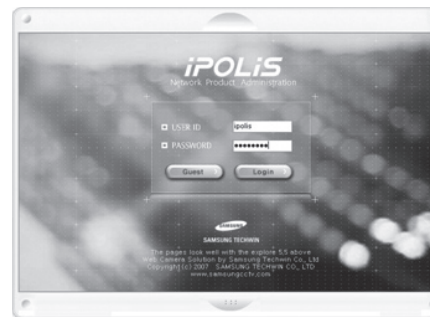 iPOLiS
Network Product Administration
USER ID
ipolis
PASSWORD
••••••••
Guest
Login
SAMSUNG
SAMSUNG TECHWIN
The pages look well with the explore 5,5 above
Web Camera Solution by Samsung Techwin Co,, Ltd
Copyright(c) 2007 SAMSUNG TECHWIN CO,, LTD
www.samsungcctv.com